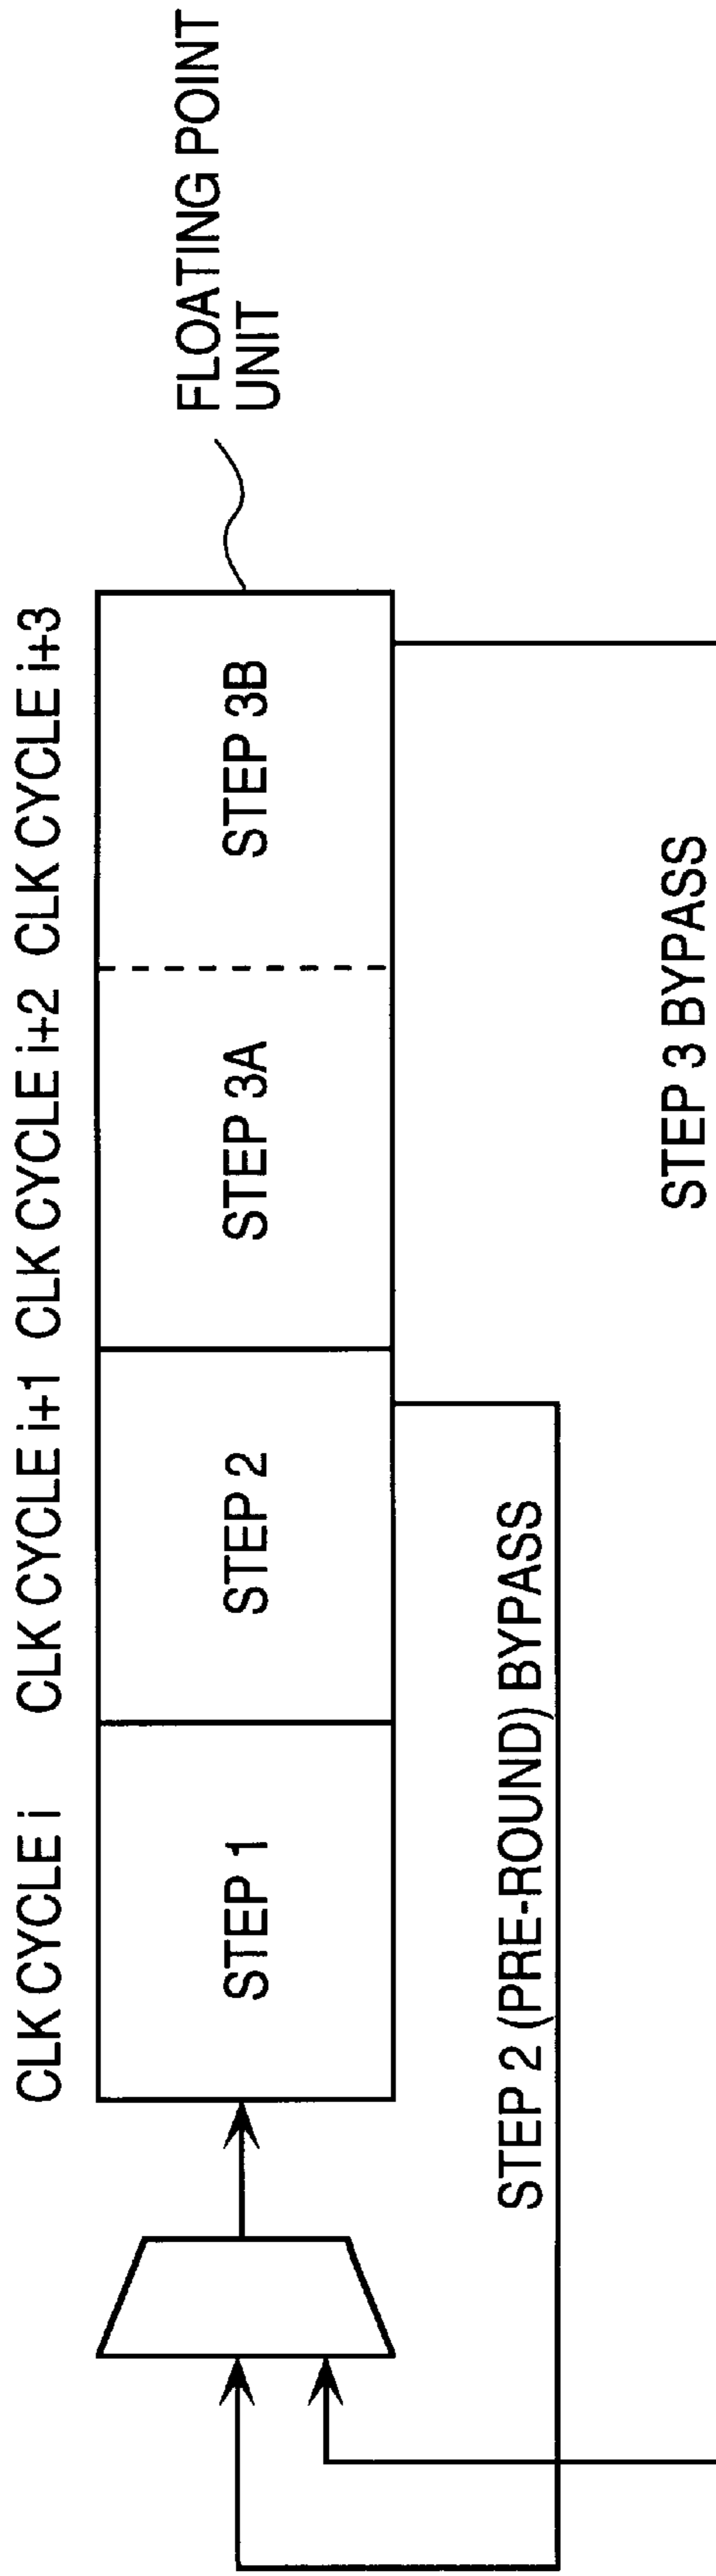 CLK CYCLE i
CLK CYCLE i+1
CLK CYCLE i+2
CLK CYCLE i+3
STEP 1
STEP 2
STEP 3A
STEP 3B
FLOATING POINT
UNIT
STEP 2 (PRE-ROUND) BYPASS
STEP 3 BYPASS